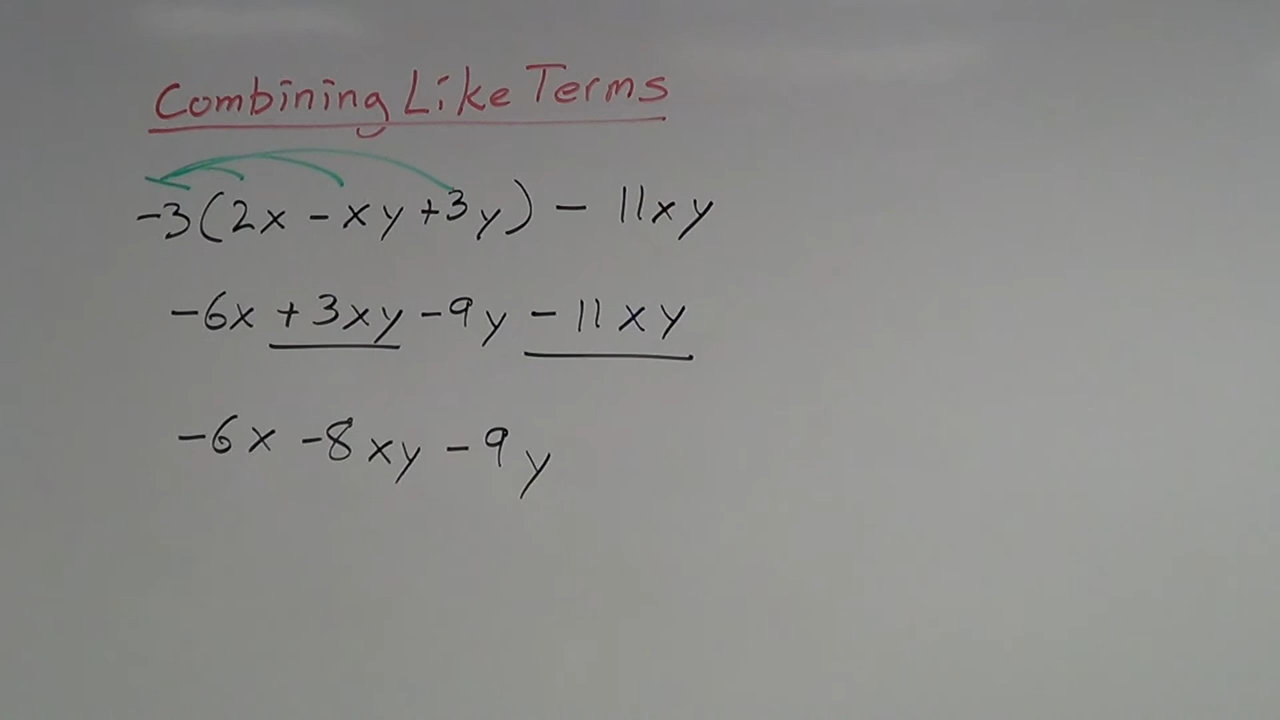 Combining Like Terms
-3(2x - xy + 3y) - 11xy
-6x + 3xy - 9y - 11xy
-6x - 8xy - 9y